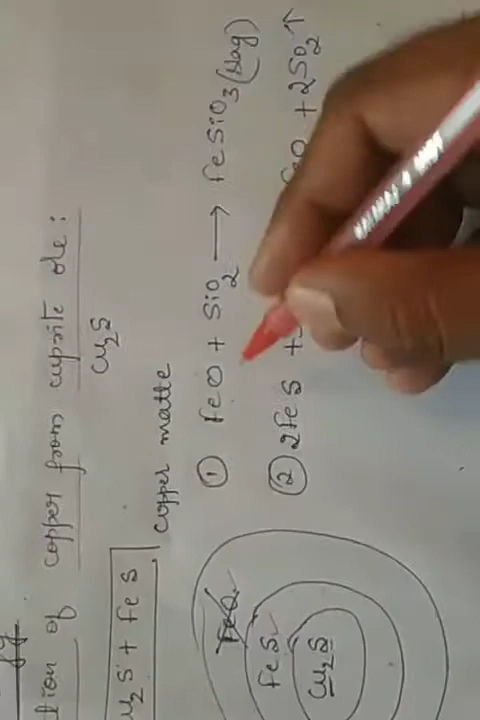 of copper from cuprite ore:
Cu2S
u2S + FeS
copper matte
① FeO + SiO2 → FeSiO3 (slag)
② 2FeS + + 2SO2 ↑
FeS
Cu2S